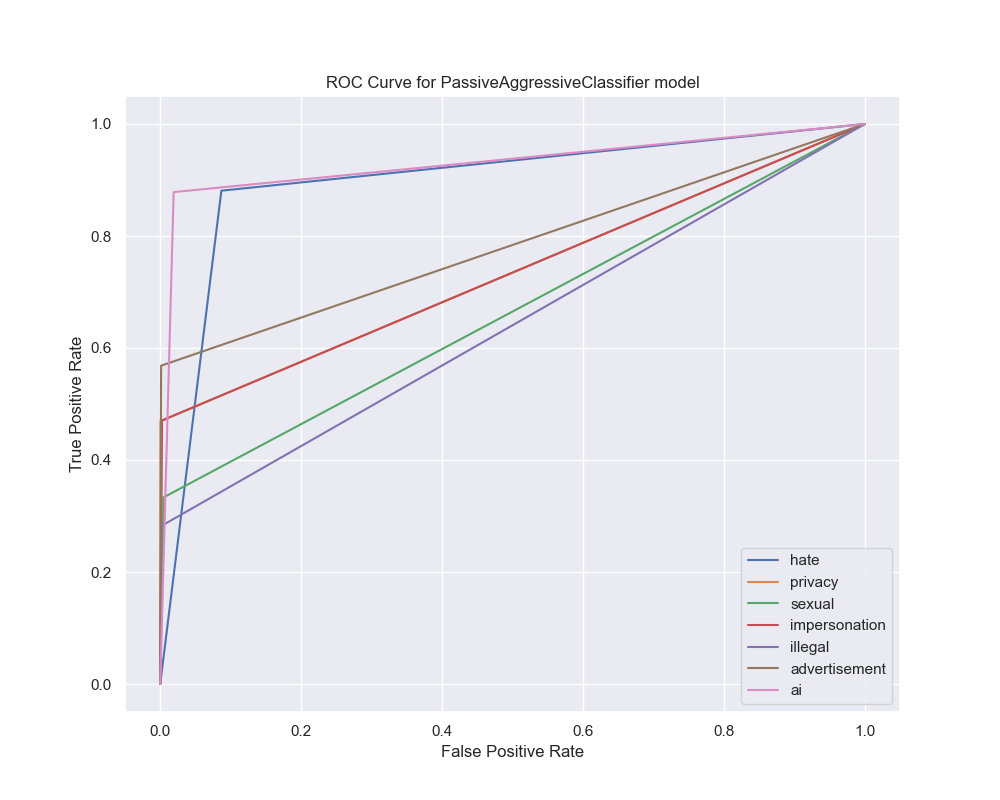 ROC Curve for PassiveAggressiveClassifier model
1.0
0.8
0.6
0.4
0.2
0.0
True Positive Rate
0.0 0.2 0.4 0.6 0.8 1.0
False Positive Rate
hate
privacy
sexual
impersonation
illegal
advertisement
ai